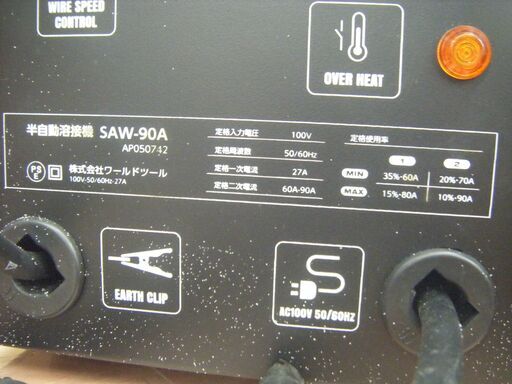 WIRE SPEED
CONTROL
OVER HEAT
半自動溶接機 SAW-90A
AP050742
PS
E
株式会社ワールドツール
100V-50/60Hz-27A
定格入力電圧 100V
定格周波数 50/60Hz
定格一次電流 27A
定格二次電流 60A-90A
定格使用率
1 2
MIN 35%-60A 20%-70A
MAX 15%-80A 10%-90A
EARTH CLIP
AC100V 50/60HZ